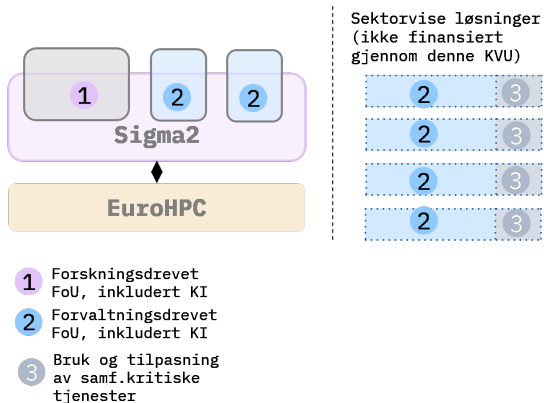 Sektorvise løsninger
(ikke finansiert
gjennom denne KVU)
1
2
2
Sigma2
EuroHPC
2
3
2
3
2
3
2
3
1 Forskningsdrevet
FoU, inkludert KI
2 Forvaltningsdrevet
FoU, inkludert KI
3 Bruk og tilpasning
av samf.kritiske
tjenester